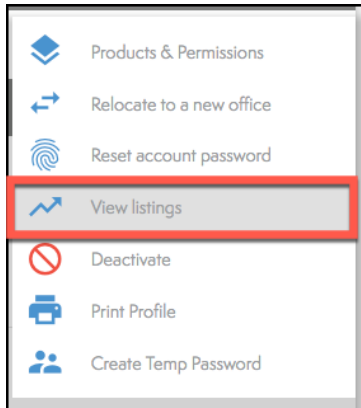 Products & Permissions
Relocate to a new office
Reset account password
View listings
Deactivate
Print Profile
Create Temp Password